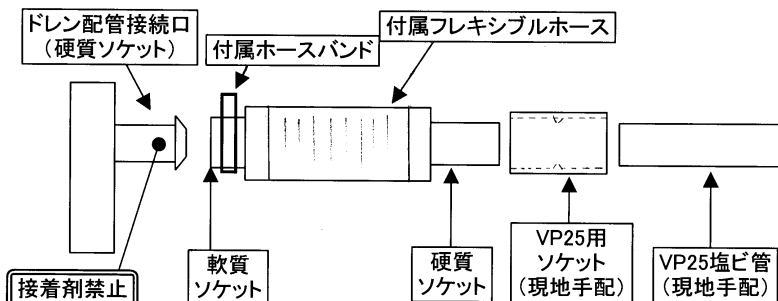 ドレン配管接続口
(硬質ソケット)
付属ホースバンド
付属フレキシブルホース
接着剤禁止
軟質
ソケット
硬質
ソケット
VP25用
ソケット
(現地手配)
VP25塩ビ管
(現地手配)